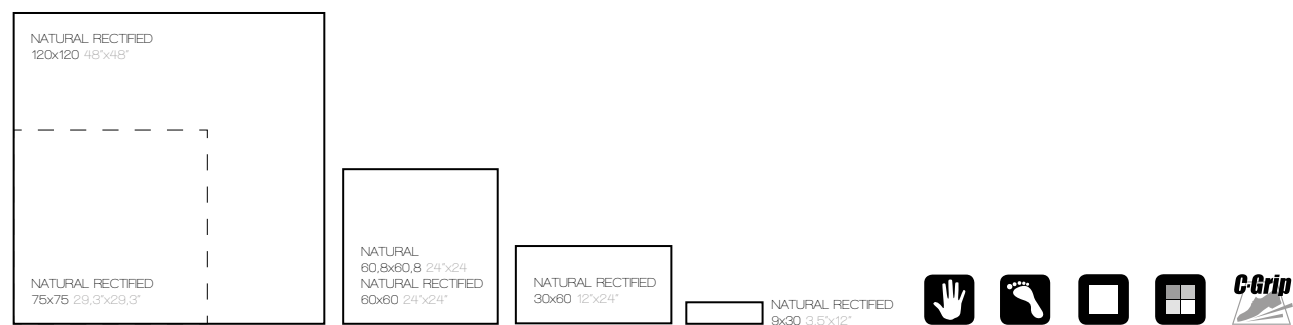 NATURAL RECTIFIED
120x120 48"x48"
NATURAL RECTIFIED
75x75 29,3"x29,3"
NATURAL
60,8x60,8 24"x24
NATURAL RECTIFIED
60x60 24"x24"
NATURAL RECTIFIED
30x60 12"x24"
NATURAL RECTIFIED
9x30 3.5"x12"
C-Grip